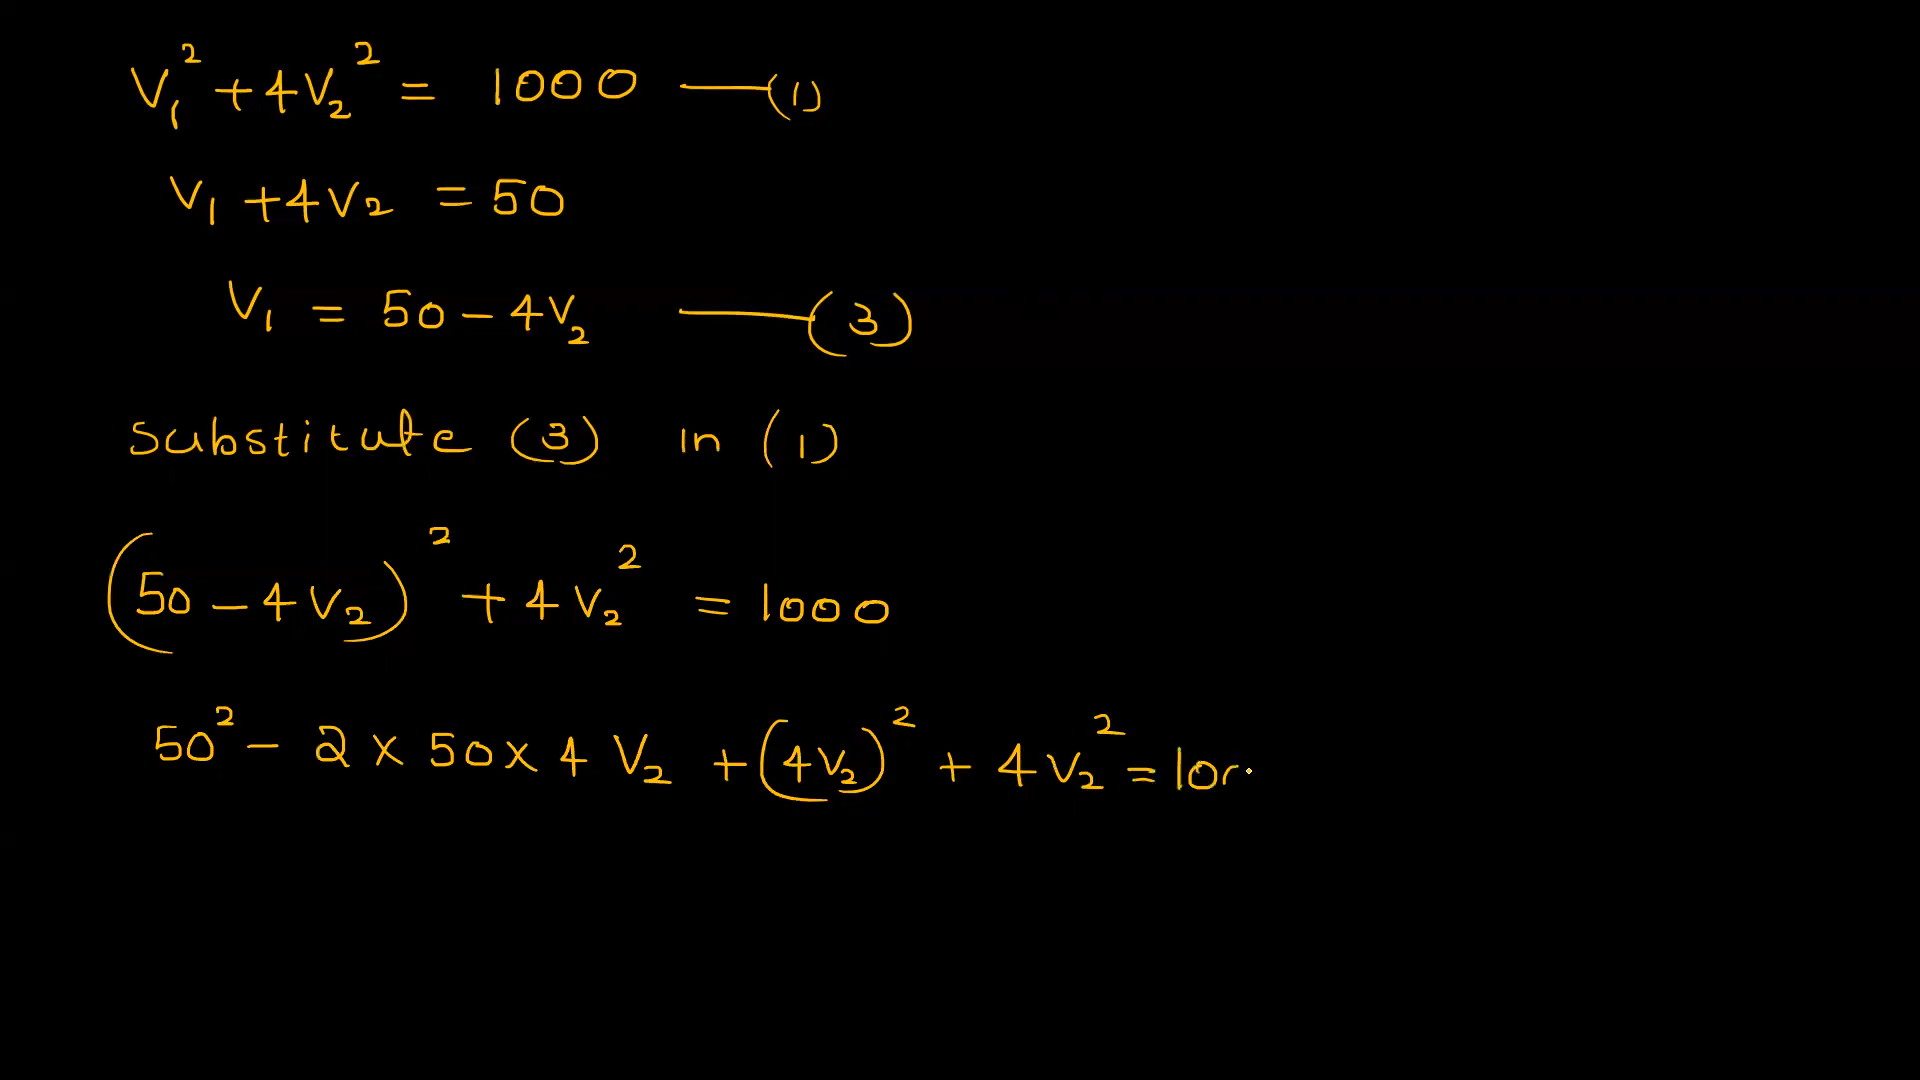 V₁² + 4V₂² = 1000 —(1)
V₁ + 4V₂ = 50
V₁ = 50 - 4V₂ —(3)
substitute (3) in (1)
(50 - 4V₂)² + 4V₂² = 1000
50² - 2 × 50 × 4 V₂ + (4V₂)² + 4V₂² = 10